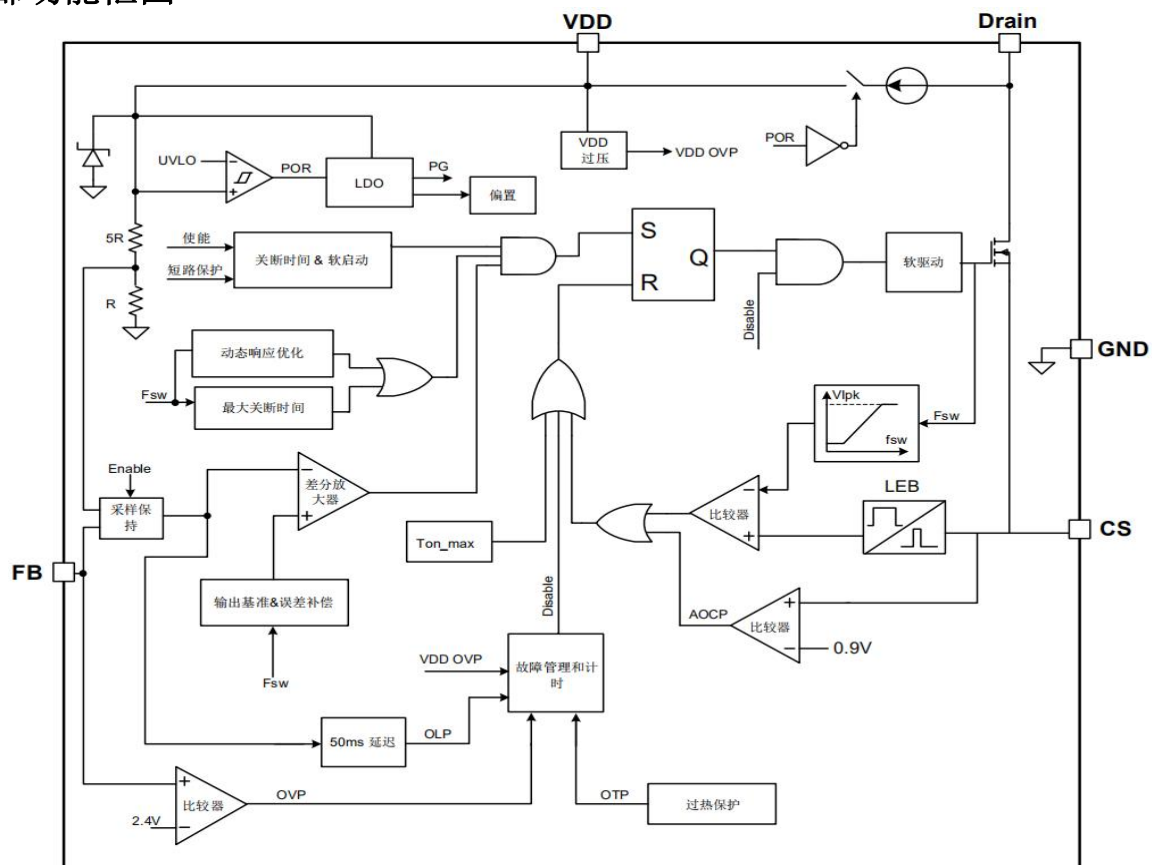 VDD
Drain
POR
VDD
过压
VDD OVP
UVLO
−
+
POR
LDO
PG
偏置
5R
R
使能
短路保护
关断时间 & 软启动
S
R
Q
Disable
软驱动
GND
动态响应优化
Fsw
最大关断时间
VIpk
fsw
Fsw
Enable
采样保
持
−
差分放
大器
+
Ton_max
−
比较器
+
LEB
CS
FB
输出基准&误差补偿
Fsw
Disable
AOCP
+
比较器
−
0.9V
VDD OVP
故障管理和计
时
50ms 延迟
OLP
+
比较器
−
2.4V
OVP
OTP
过热保护